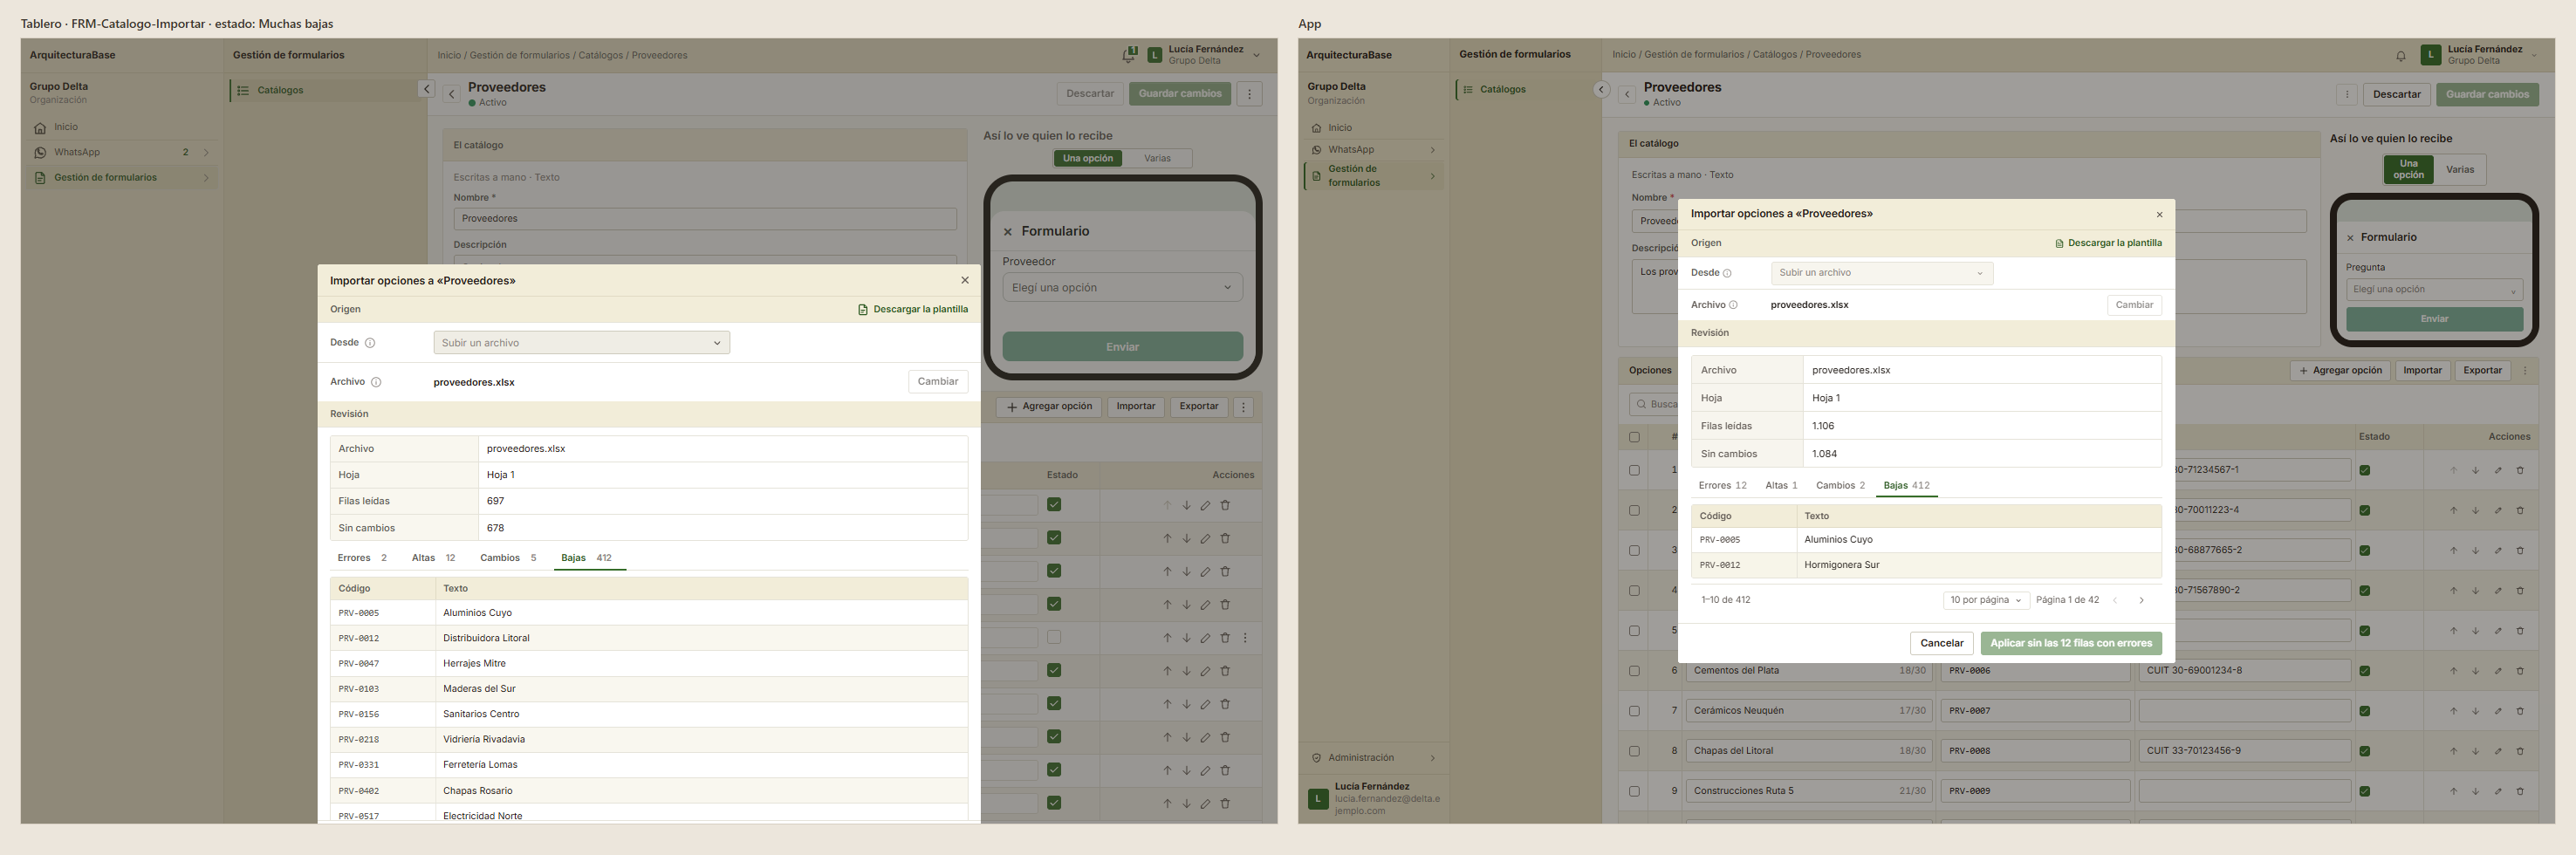 Tablero · FRM-Catalogo-Importar · estado: Muchas bajas
ArquitecturaBase
Gestión de formularios
Inicio / Gestión de formularios / Catálogos / Proveedores
1
L
Lucía Fernández
Grupo Delta
Grupo Delta
Organización
Inicio
WhatsApp 2
Gestión de formularios
Catálogos
Proveedores
Activo
Descartar
Guardar cambios
El catálogo
Escritas a mano · Texto
Nombre *
Proveedores
Descripción
Así lo ve quien lo recibe
Una opción
Varias
Formulario
Proveedor
Elegí una opción
Enviar
Agregar opción
Importar
Exportar
Estado
Acciones
Importar opciones a «Proveedores»
Origen
Descargar la plantilla
Desde
Subir un archivo
Archivo
proveedores.xlsx
Cambiar
Revisión
Archivo proveedores.xlsx
Hoja Hoja 1
Filas leídas 697
Sin cambios 678
Errores 2 Altas 12 Cambios 5 Bajas 412
Código Texto
PRV-0005 Aluminios Cuyo
PRV-0012 Distribuidora Litoral
PRV-0047 Herrajes Mitre
PRV-0103 Maderas del Sur
PRV-0156 Sanitarios Centro
PRV-0218 Vidriería Rivadavia
PRV-0331 Ferretería Lomas
PRV-0402 Chapas Rosario
PRV-0517 Electricidad Norte
App
ArquitecturaBase
Gestión de formularios
Inicio / Gestión de formularios / Catálogos / Proveedores
L
Lucía Fernández
Grupo Delta
Grupo Delta
Organización
Inicio
WhatsApp
Gestión de
formularios
Catálogos
Proveedores
Activo
Descartar
Guardar cambios
El catálogo
Escritas a mano · Texto
Nombre *
Proveed
Descripció
Los prov
Así lo ve quien lo recibe
Una
opción
Varias
Formulario
Pregunta
Elegí una opción
Enviar
Opciones
Agregar opción
Importar
Exportar
Busca
#
Estado
Acciones
1 30-71234567-1
2 30-70011223-4
3 30-68877665-2
4 30-71567890-2
5
6 Cementos del Plata 18/30 PRV-0006 CUIT 30-69001234-8
7 Cerámicos Neuquén 17/30 PRV-0007
8 Chapas del Litoral 18/30 PRV-0008 CUIT 33-70123456-9
9 Construcciones Ruta 5 21/30 PRV-0009
Importar opciones a «Proveedores»
Origen
Descargar la plantilla
Desde
Subir un archivo
Archivo
proveedores.xlsx
Cambiar
Revisión
Archivo proveedores.xlsx
Hoja Hoja 1
Filas leídas 1.106
Sin cambios 1.084
Errores 12 Altas 1 Cambios 2 Bajas 412
Código Texto
PRV-0005 Aluminios Cuyo
PRV-0012 Hormigonera Sur
1–10 de 412
10 por página
Página 1 de 42
Cancelar
Aplicar sin las 12 filas con errores
Administración
L
Lucía Fernández
lucia.fernandez@delta.e
jemplo.com